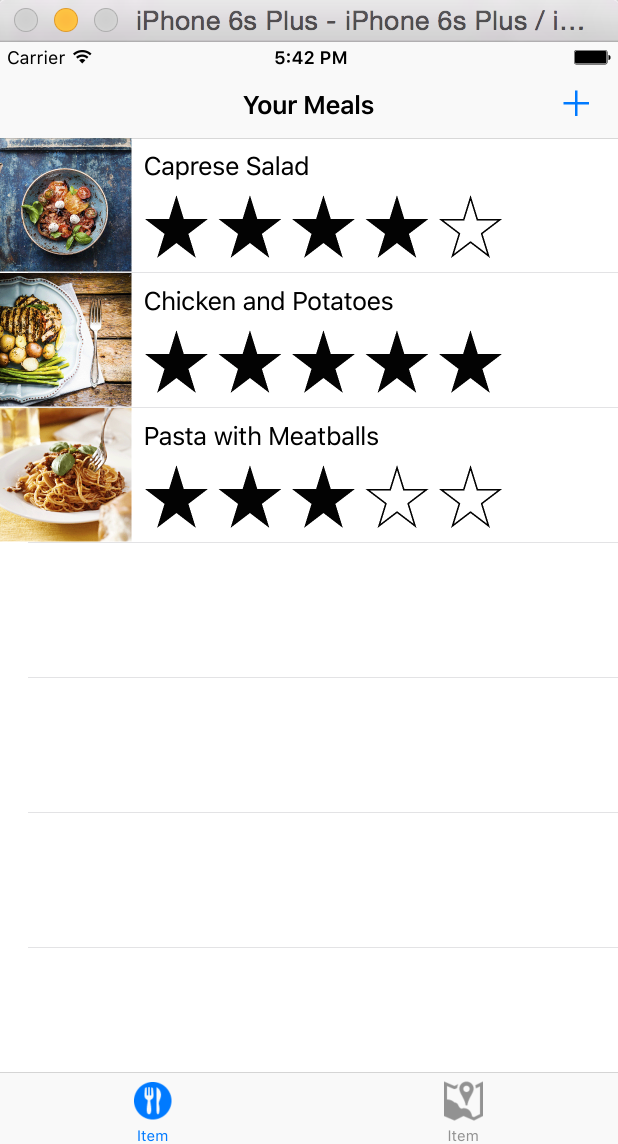 iPhone 6s Plus - iPhone 6s Plus / i...
Carrier 5:42 PM
Your Meals
Caprese Salad
Chicken and Potatoes
Pasta with Meatballs
Item Item